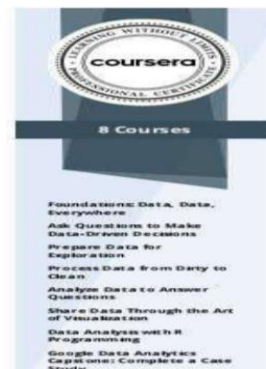 LEARNING WITHOUT LIMITS
coursera
PROFESSIONAL CERTIFICATE
8 Courses
Foundations: Data, Data,
Everywhere
Ask Questions to Make
Data-Driven Decisions
Prepare Data for
Exploration
Process Data from Dirty to
Clean
Analyze Data to Answer
Questions
Share Data Through the Art
of Visualization
Data Analysis with R
Programming
Google Data Analytics
Capstone: Complete a Case
Study